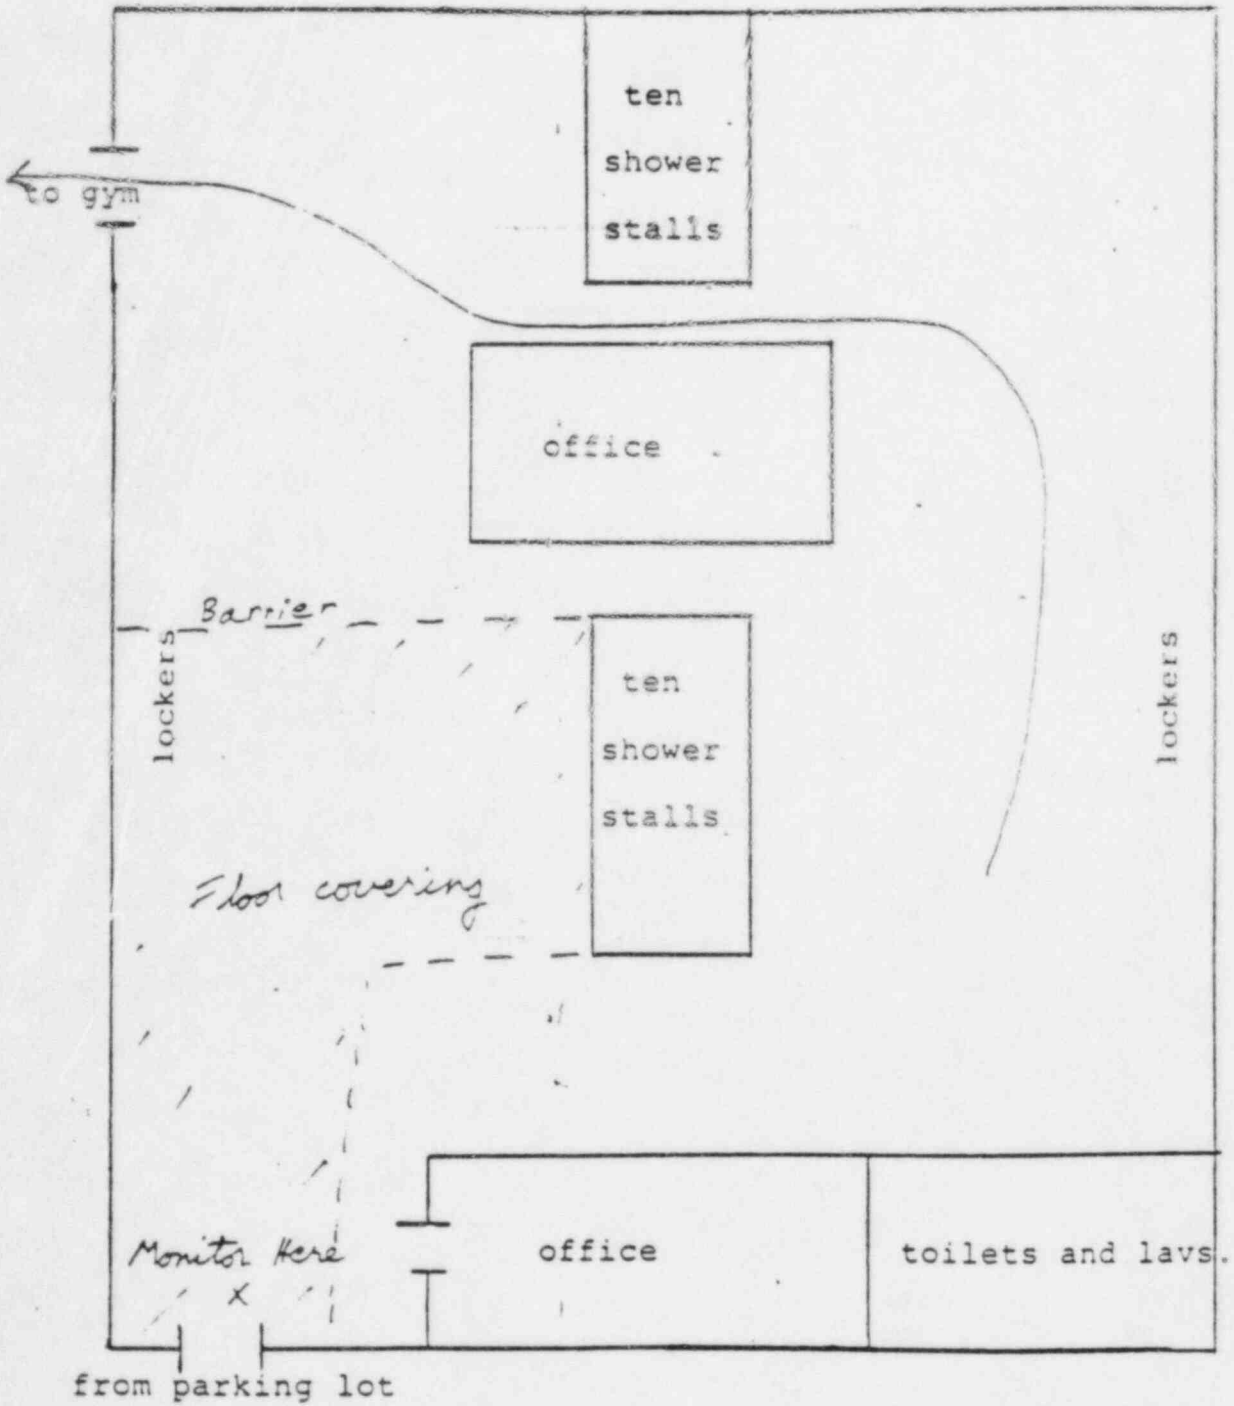 ten
shower
stalls
to gym
office
Barrier
lockers
ten
shower
stalls
lockers
Floor covering
Monitor Here
X
office
toilets and lavs.
from parking lot